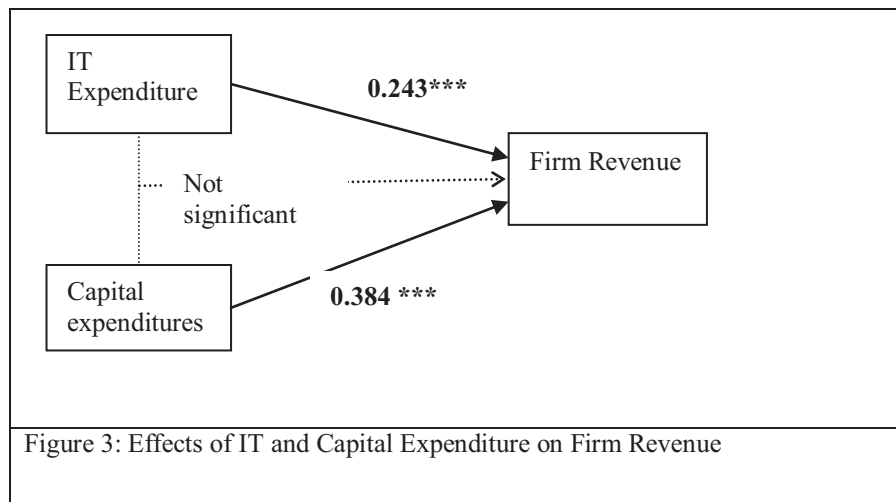 IT
Expenditure
0.243***
Firm Revenue
Not
significant
Capital
expenditures
0.384 ***
Figure 3: Effects of IT and Capital Expenditure on Firm Revenue